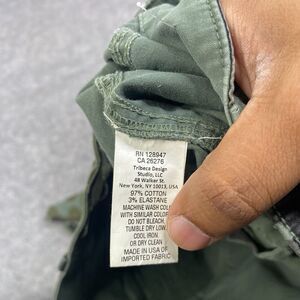 RN 128947
CA 26276
Tribeca Design
Studio, LLC
48 Walker St.
New York, NY 10013, USA
97% COTTON
3% ELASTANE
MACHINE WASH COLD
WITH SIMILAR COLORS
DO NOT BLEACH.
TUMBLE DRY LOW.
COOL IRON.
OR DRY CLEAN
MADE IN USA OF
IMPORTED FABRIC